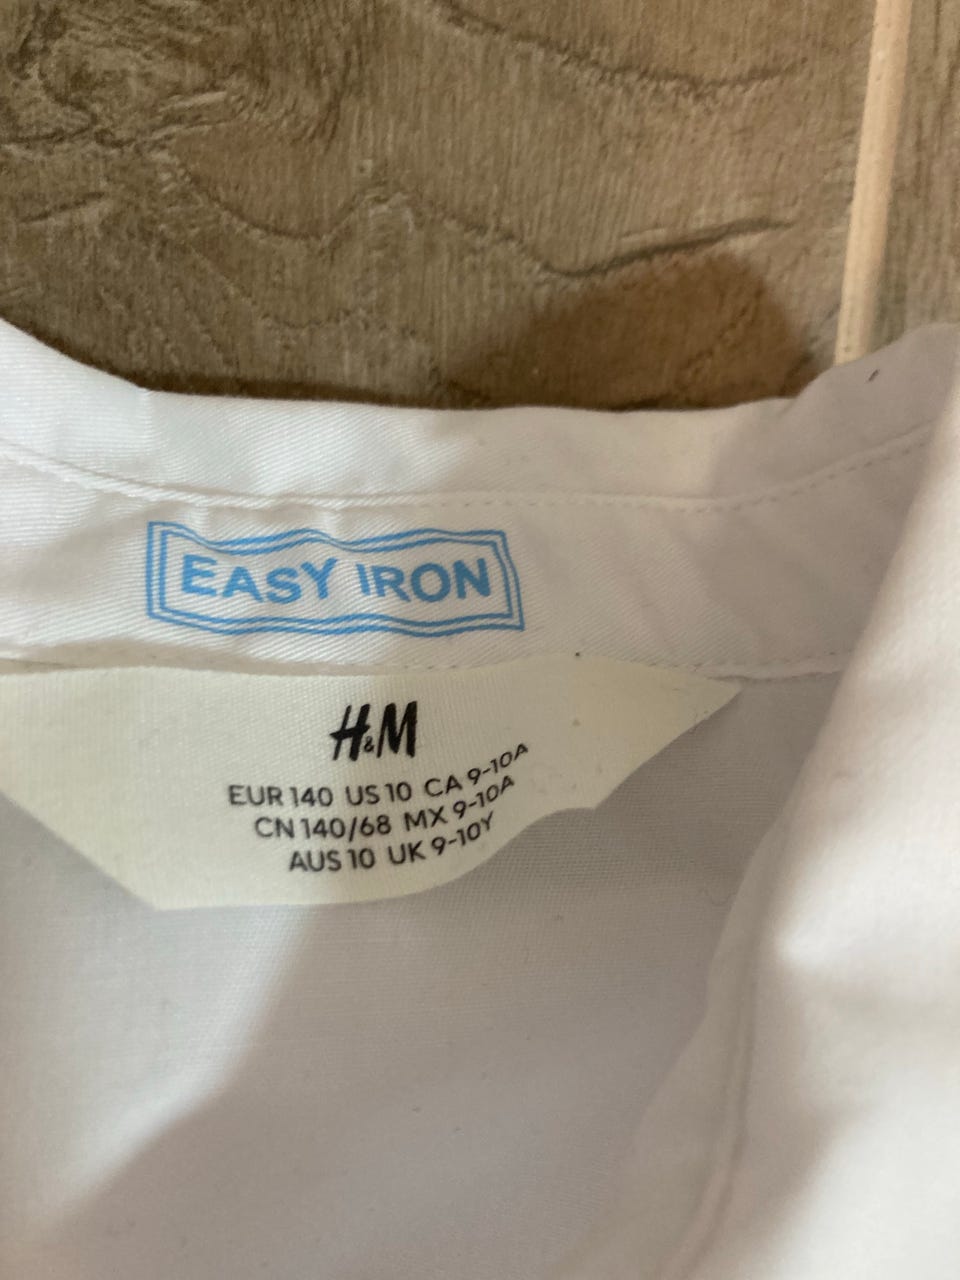 EASY IRON
H&M
EUR 140 US 10 CA 9-10A
CN 140/68 MX 9-10A
AUS 10 UK 9-10Y